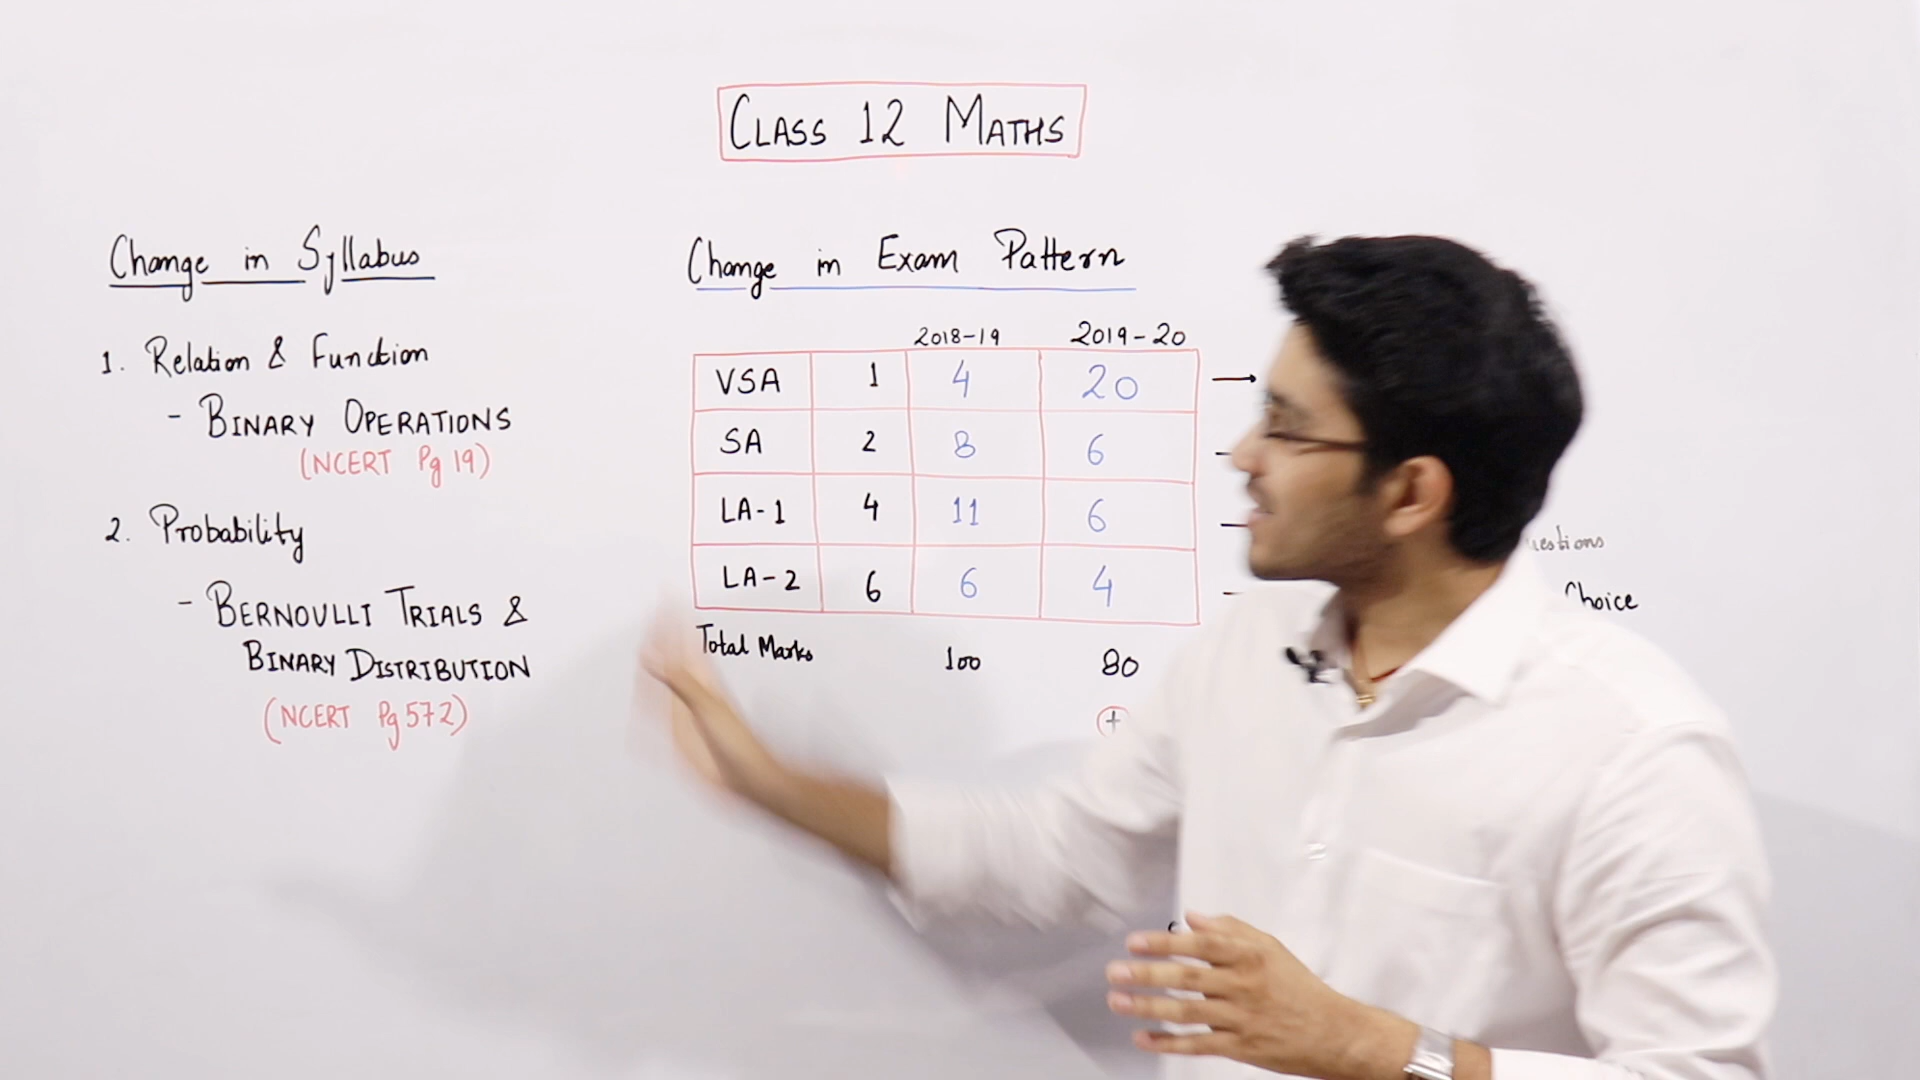 CLASS 12 MATHS
Change in Syllabus
1. Relation & Function
- BINARY OPERATIONS
(NCERT Pg 19)
2. Probability
- BERNOULLI TRIALS &
BINARY DISTRIBUTION
(NCERT Pg 572)
Change in Exam Pattern
2018-19 2019-20
VSA 1 4 20
SA 2 8 6
LA-1 4 11 6
LA-2 6 6 4
Total Marks 100 80
+
Choice